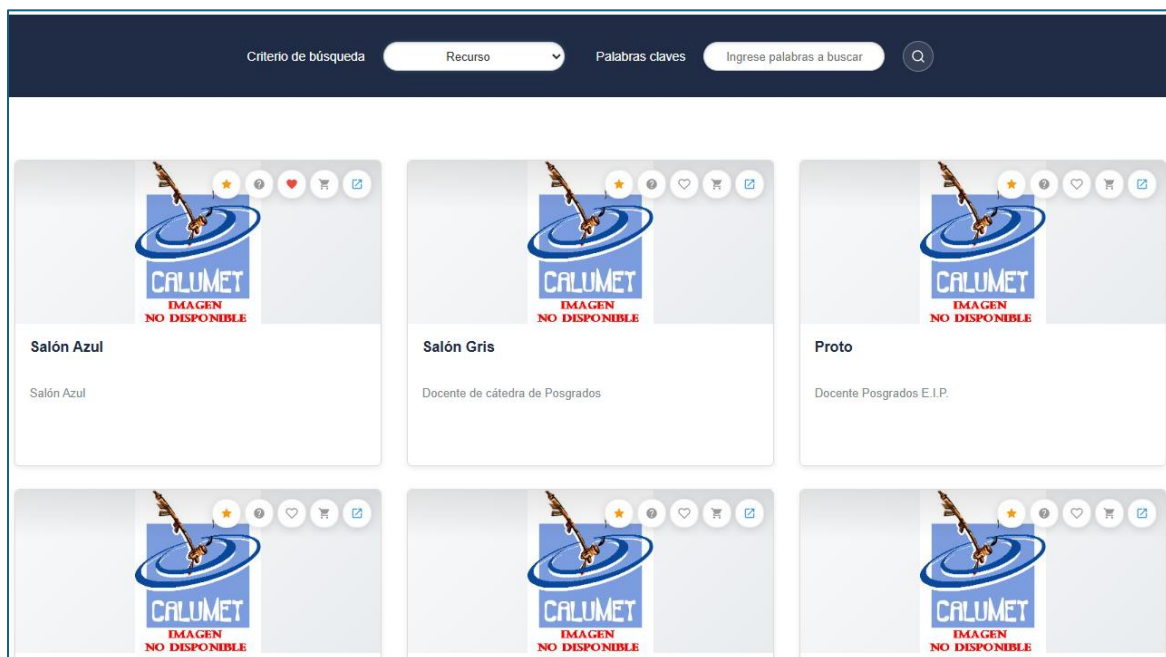 Criterio de búsqueda Recurso Palabras claves Ingrese palabras a buscar
CALUMET CALUMET CALUMET
IMAGEN IMAGEN IMAGEN
NO DISPONIBLE NO DISPONIBLE NO DISPONIBLE
Salón Azul Salón Gris Proto
Salón Azul Docente de cátedra de Posgrados Docente Posgrados E.I.P.
CALUMET CALUMET CALUMET
IMAGEN IMAGEN IMAGEN
NO DISPONIBLE NO DISPONIBLE NO DISPONIBLE